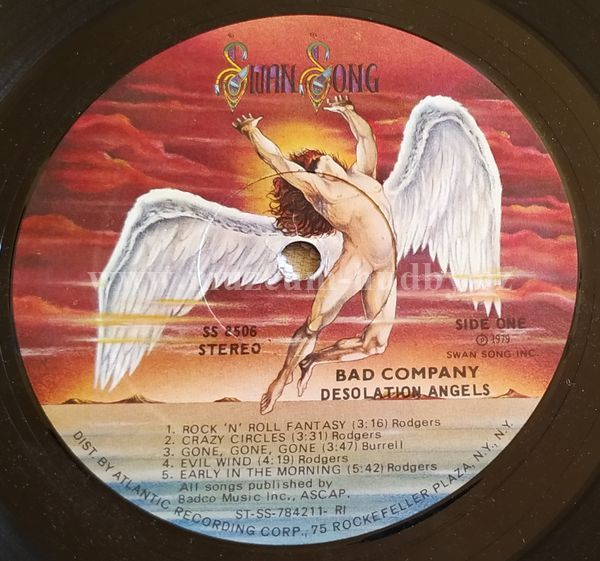 SWAN SONG
SS 8506
STEREO
SIDE ONE
℗ 1979
SWAN SONG INC.
BAD COMPANY
DESOLATION ANGELS
1. ROCK 'N' ROLL FANTASY (3:16) Rodgers
2. CRAZY CIRCLES (3:31) Rodgers
3. GONE, GONE, GONE (3:47) Burrell
4. EVIL WIND (4:19) Rodgers
5. EARLY IN THE MORNING (5:42) Rodgers
All songs published by
Badco Music Inc., ASCAP.
ST-SS-784211- RI
DIST. BY ATLANTIC RECORDING CORP., 75 ROCKEFELLER PLAZA, N.Y., N.Y.